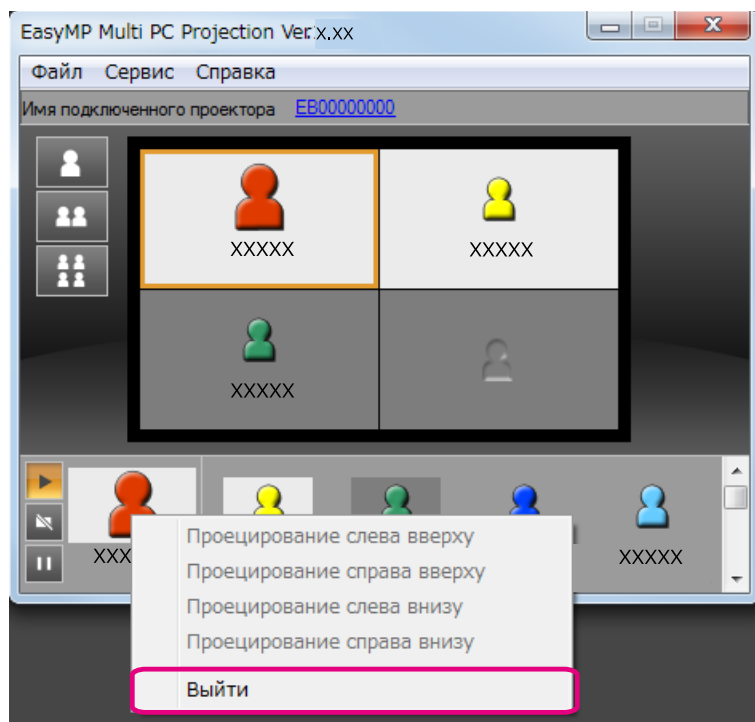 EasyMP Multi PC Projection Ver.x.xx
Файл Сервис Справка
Имя подключенного проектора EB00000000
XXXXX XXXXX
XXXXX
XXX XXXXX
Проецирование слева вверху
Проецирование справа вверху
Проецирование слева внизу
Проецирование справа внизу
Выйти